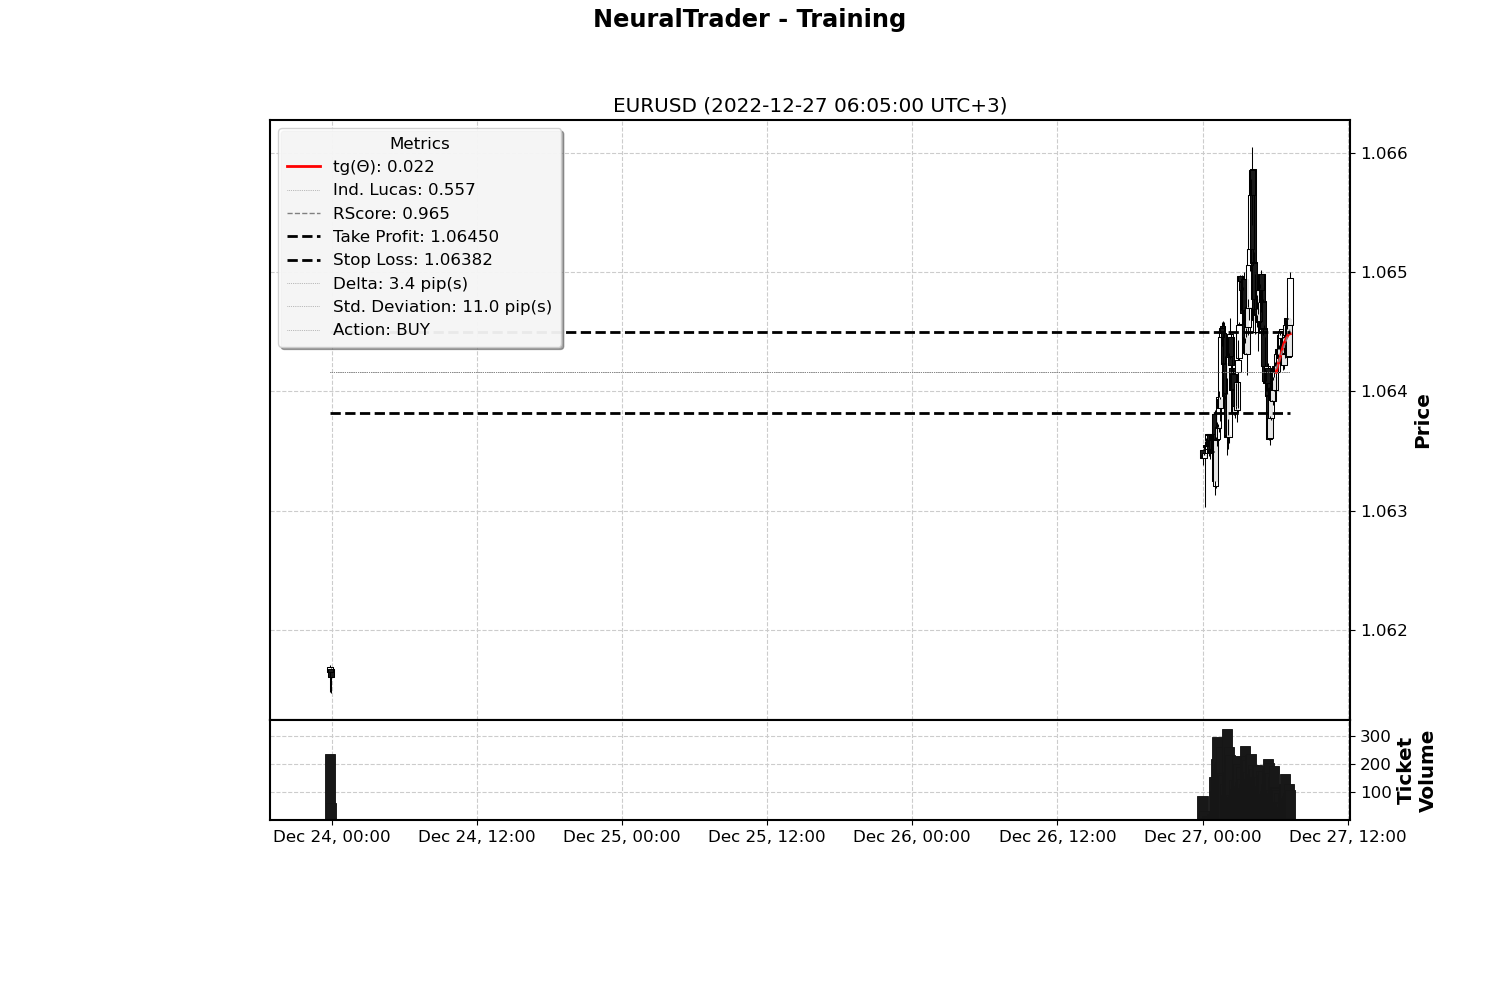 NeuralTrader - Training
EURUSD (2022-12-27 06:05:00 UTC+3)
Metrics
tg(Θ): 0.022
Ind. Lucas: 0.557
RScore: 0.965
Take Profit: 1.06450
Stop Loss: 1.06382
Delta: 3.4 pip(s)
Std. Deviation: 11.0 pip(s)
Action: BUY
1.066
1.065
1.064
1.063
1.062
Price
300
200
100
Ticket
Volume
Dec 24, 00:00
Dec 24, 12:00
Dec 25, 00:00
Dec 25, 12:00
Dec 26, 00:00
Dec 26, 12:00
Dec 27, 00:00
Dec 27, 12:00